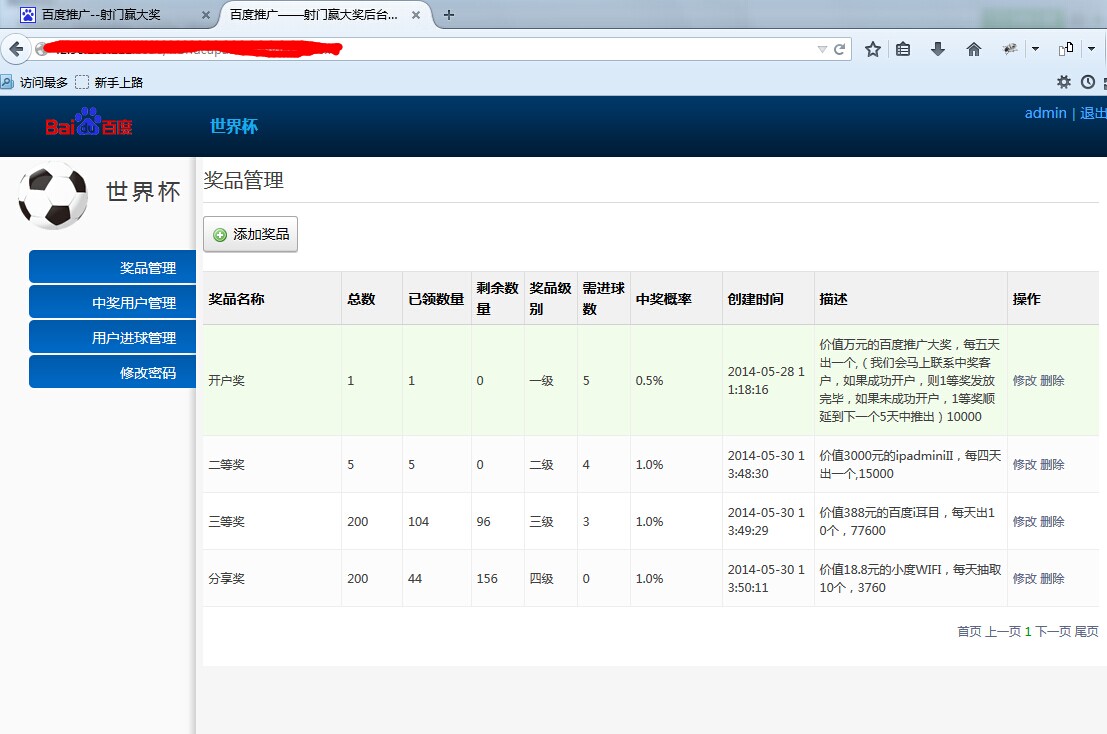 百度推广--射门赢大奖
百度推广——射门赢大奖后台...
访问最多 新手上路
Bai du 百度
世界杯
admin | 退出
世界杯
奖品管理
中奖用户管理
用户进球管理
修改密码
奖品管理
添加奖品
奖品名称 总数 已领数量 剩余数量 奖品级别 需进球数 中奖概率 创建时间 描述 操作
开户奖 1 1 0 一级 5 0.5% 2014-05-28 11:18:16 价值万元的百度推广大奖，每五天出一个,（我们会马上联系中奖客户，如果成功开户，则1等奖发放完毕，如果未成功开户，1等奖顺延到下一个5天中推出）10000 修改 删除
二等奖 5 5 0 二级 4 1.0% 2014-05-30 13:48:30 价值3000元的ipadminiII，每四天出一个,15000 修改 删除
三等奖 200 104 96 三级 3 1.0% 2014-05-30 13:49:29 价值388元的百度i耳目，每天出10个，77600 修改 删除
分享奖 200 44 156 四级 0 1.0% 2014-05-30 13:50:11 价值18.8元的小度WIFI，每天抽取10个，3760 修改 删除
首页 上一页 1 下一页 尾页